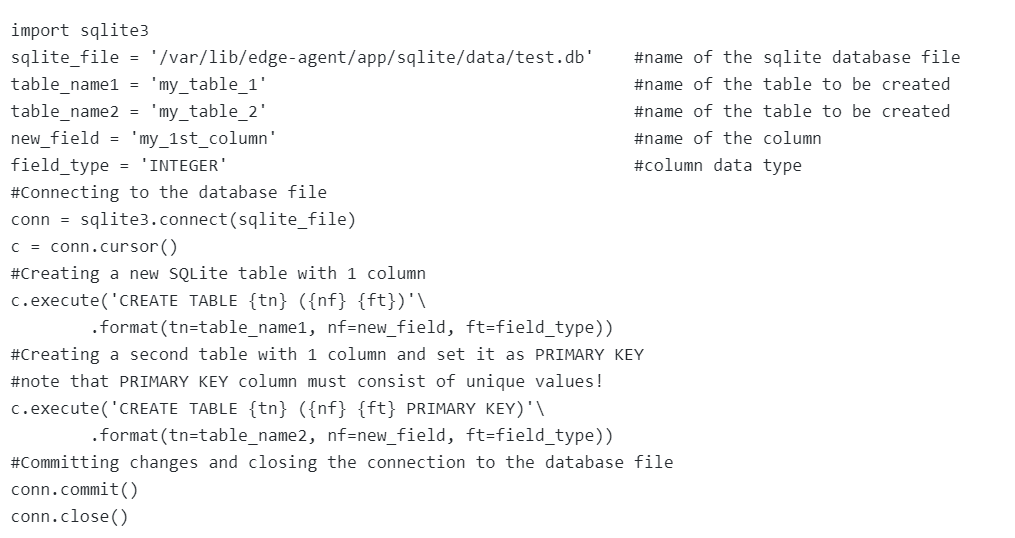 import sqlite3
sqlite_file = '/var/lib/edge-agent/app/sqlite/data/test.db'    #name of the sqlite database file
table_name1 = 'my_table_1'                                     #name of the table to be created
table_name2 = 'my_table_2'                                     #name of the table to be created
new_field = 'my_1st_column'                                    #name of the column
field_type = 'INTEGER'                                         #column data type
#Connecting to the database file
conn = sqlite3.connect(sqlite_file)
c = conn.cursor()
#Creating a new SQLite table with 1 column
c.execute('CREATE TABLE {tn} ({nf} {ft})'\
        .format(tn=table_name1, nf=new_field, ft=field_type))
#Creating a second table with 1 column and set it as PRIMARY KEY
#note that PRIMARY KEY column must consist of unique values!
c.execute('CREATE TABLE {tn} ({nf} {ft} PRIMARY KEY)'\
        .format(tn=table_name2, nf=new_field, ft=field_type))
#Committing changes and closing the connection to the database file
conn.commit()
conn.close()